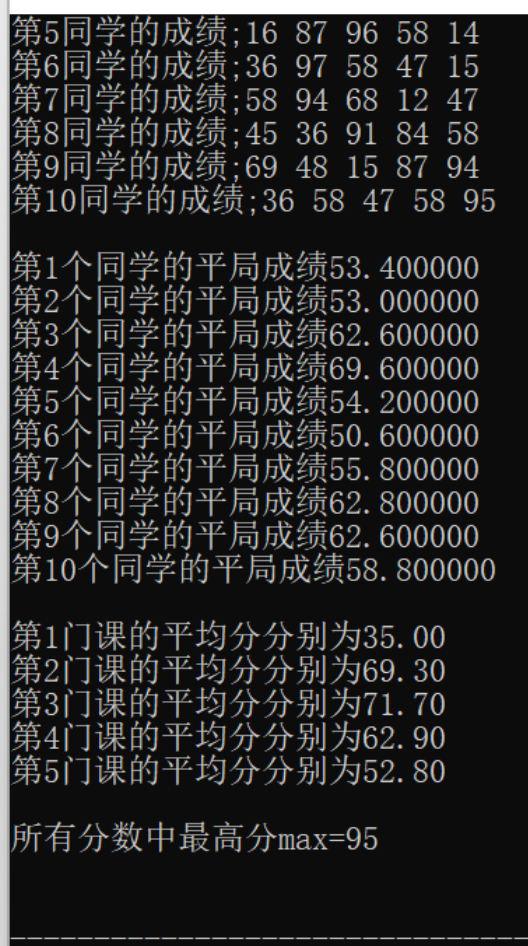 第5同学的成绩;16 87 96 58 14
第6同学的成绩;36 97 58 47 15
第7同学的成绩;58 94 68 12 47
第8同学的成绩;45 36 91 84 58
第9同学的成绩;69 48 15 87 94
第10同学的成绩;36 58 47 58 95
第1个同学的平局成绩53.400000
第2个同学的平局成绩53.000000
第3个同学的平局成绩62.600000
第4个同学的平局成绩69.600000
第5个同学的平局成绩54.200000
第6个同学的平局成绩50.600000
第7个同学的平局成绩55.800000
第8个同学的平局成绩62.800000
第9个同学的平局成绩62.600000
第10个同学的平局成绩58.800000
第1门课的平均分分别为35.00
第2门课的平均分分别为69.30
第3门课的平均分分别为71.70
第4门课的平均分分别为62.90
第5门课的平均分分别为52.80
所有分数中最高分max=95
--------------------------------